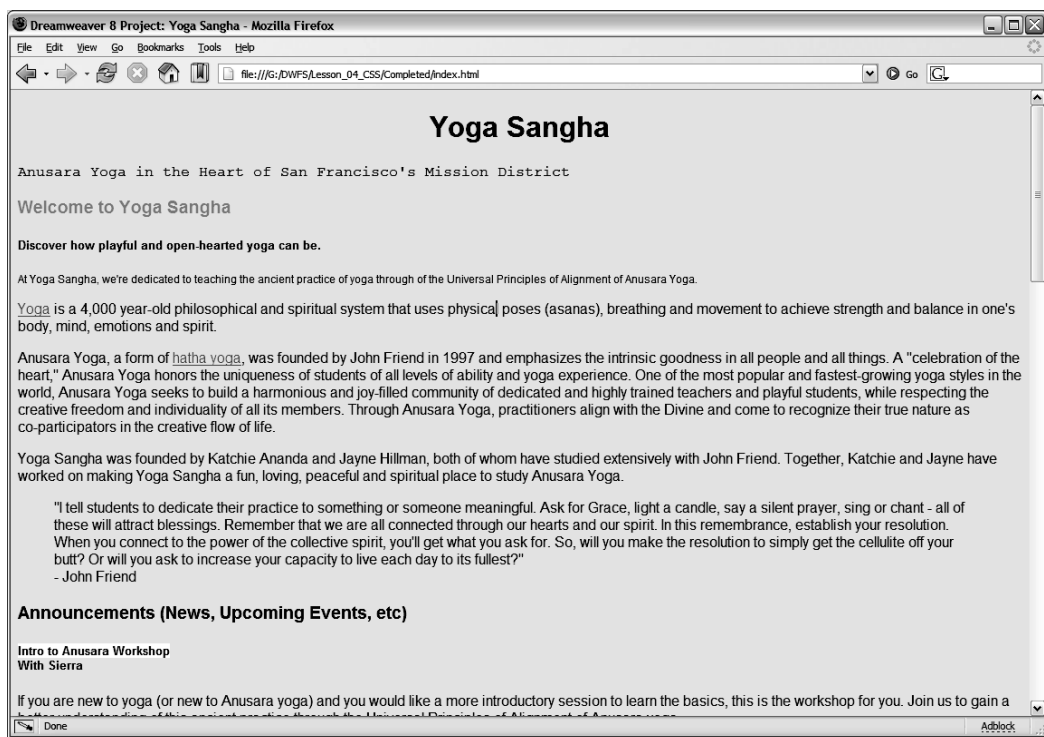 Dreamweaver 8 Project: Yoga Sangha - Mozilla Firefox
File Edit View Go Bookmarks Tools Help
file:///G:/DWFS/Lesson_04_CSS/Completed/index.html Go G
Yoga Sangha
Anusara Yoga in the Heart of San Francisco's Mission District
Welcome to Yoga Sangha
Discover how playful and open-hearted yoga can be.
At Yoga Sangha, we're dedicated to teaching the ancient practice of yoga through of the Universal Principles of Alignment of Anusara Yoga.
Yoga is a 4,000 year-old philosophical and spiritual system that uses physical poses (asanas), breathing and movement to achieve strength and balance in one's
body, mind, emotions and spirit.
Anusara Yoga, a form of hatha yoga, was founded by John Friend in 1997 and emphasizes the intrinsic goodness in all people and all things. A "celebration of the
heart," Anusara Yoga honors the uniqueness of students of all levels of ability and yoga experience. One of the most popular and fastest-growing yoga styles in the
world, Anusara Yoga seeks to build a harmonious and joy-filled community of dedicated and highly trained teachers and playful students, while respecting the
creative freedom and individuality of all its members. Through Anusara Yoga, practitioners align with the Divine and come to recognize their true nature as
co-participators in the creative flow of life.
Yoga Sangha was founded by Katchie Ananda and Jayne Hillman, both of whom have studied extensively with John Friend. Together, Katchie and Jayne have
worked on making Yoga Sangha a fun, loving, peaceful and spiritual place to study Anusara Yoga.
"I tell students to dedicate their practice to something or someone meaningful. Ask for Grace, light a candle, say a silent prayer, sing or chant - all of
these will attract blessings. Remember that we are all connected through our hearts and our spirit. In this remembrance, establish your resolution.
When you connect to the power of the collective spirit, you'll get what you ask for. So, will you make the resolution to simply get the cellulite off your
butt? Or will you ask to increase your capacity to live each day to its fullest?"
- John Friend
Announcements (News, Upcoming Events, etc)
Intro to Anusara Workshop
With Sierra
If you are new to yoga (or new to Anusara yoga) and you would like a more introductory session to learn the basics, this is the workshop for you. Join us to gain a
better understanding of this ancient practice through the Universal Principles of Alignment of Anusara yoga.
Done Adblock